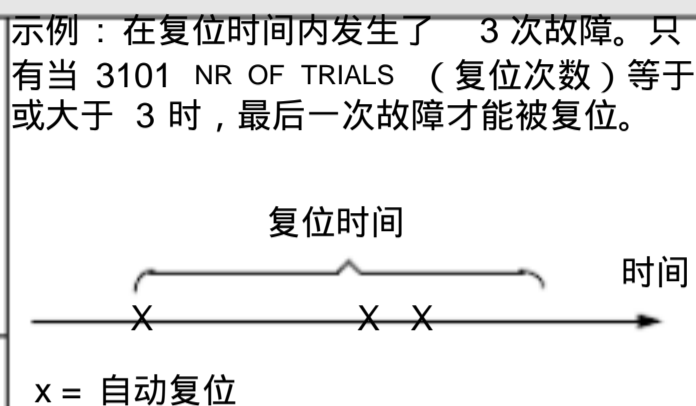 示例：在复位时间内发生了 3 次故障。只
有当 3101 NR OF TRIALS （复位次数）等于
或大于 3 时，最后一次故障才能被复位。
复位时间
时间
X X X
x = 自动复位